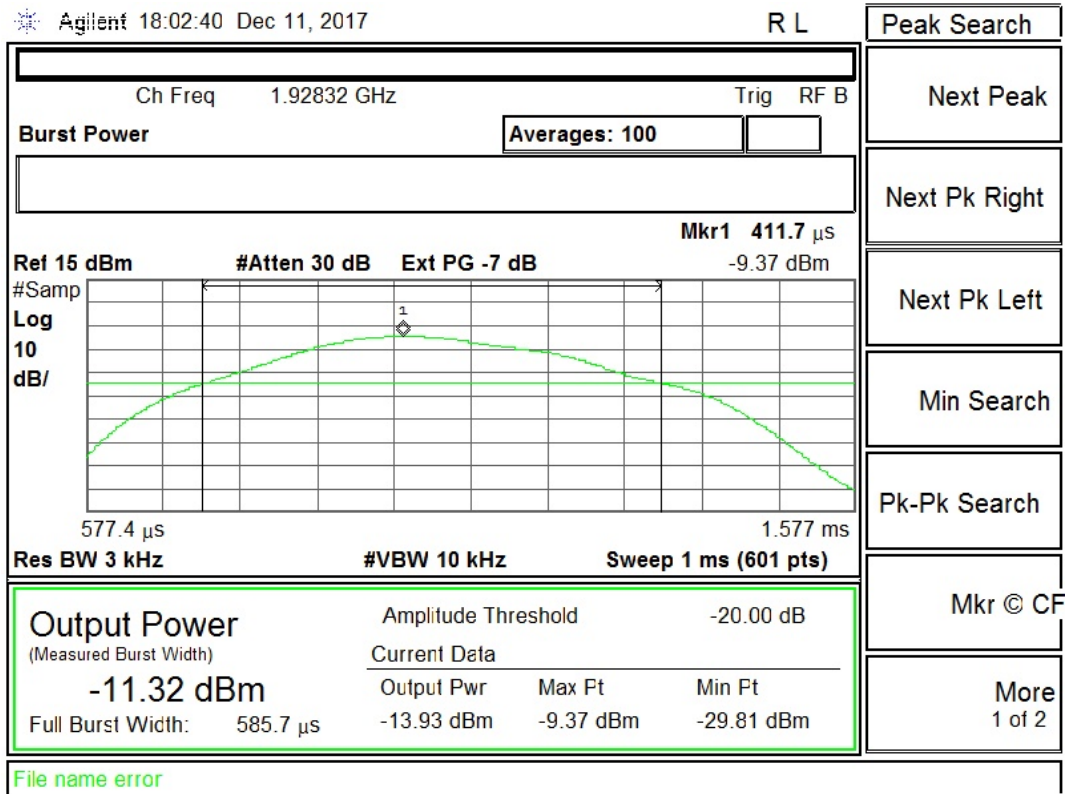 Agilent 18:02:40 Dec 11, 2017 R L
Peak Search
Ch Freq 1.92832 GHz Trig RF B
Burst Power Averages: 100
Mkr1 411.7 µs
Ref 15 dBm #Atten 30 dB Ext PG -7 dB -9.37 dBm
#Samp
Log
10
dB/
1
577.4 µs 1.577 ms
Res BW 3 kHz #VBW 10 kHz Sweep 1 ms (601 pts)
Output Power
(Measured Burst Width)
-11.32 dBm
Full Burst Width: 585.7 µs
Amplitude Threshold -20.00 dB
Current Data
Output Pwr Max Pt Min Pt
-13.93 dBm -9.37 dBm -29.81 dBm
Next Peak
Next Pk Right
Next Pk Left
Min Search
Pk-Pk Search
Mkr © CF
More
1 of 2
File name error